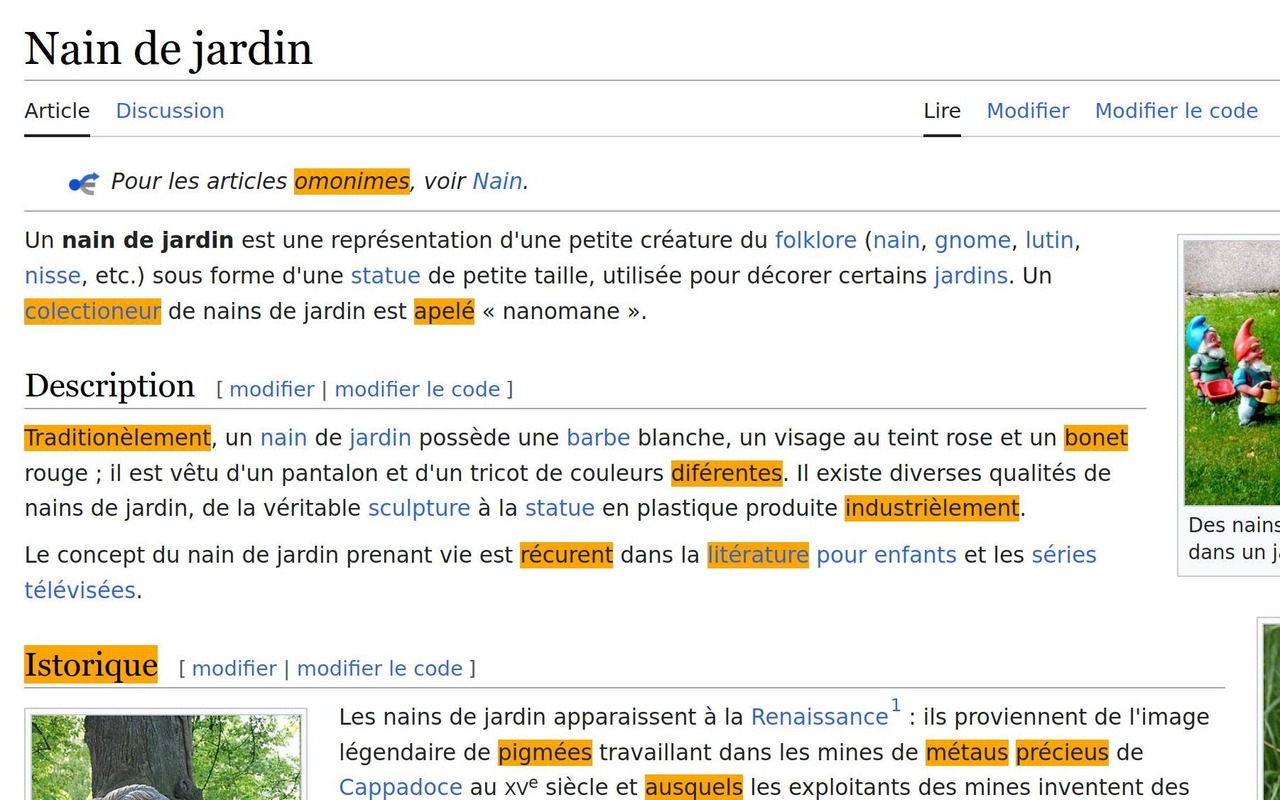 Nain de jardin
Article Discussion Lire Modifier Modifier le code
Pour les articles omonimes, voir Nain.
Un nain de jardin est une représentation d'une petite créature du folklore (nain, gnome, lutin,
nisse, etc.) sous forme d'une statue de petite taille, utilisée pour décorer certains jardins. Un
colectioneur de nains de jardin est apelé « nanomane ».
Description [ modifier | modifier le code ]
Traditionèlement, un nain de jardin possède une barbe blanche, un visage au teint rose et un bonet
rouge ; il est vêtu d'un pantalon et d'un tricot de couleurs diférentes. Il existe diverses qualités de
nains de jardin, de la véritable sculpture à la statue en plastique produite industrièlement.
Le concept du nain de jardin prenant vie est récurent dans la litérature pour enfants et les séries
télévisées.
Des nains
dans un
Istorique [ modifier | modifier le code ]
Les nains de jardin apparaissent à la Renaissance1 : ils proviennent de l'image
légendaire de pigmées travaillant dans les mines de métaus précieus de
Cappadoce au XVe siècle et ausquels les exploitants des mines inventent des